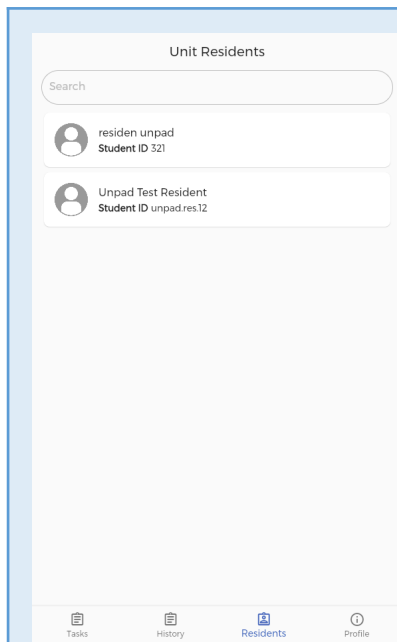 Unit Residents
Search
residen unpad
Student ID 321
Unpad Test Resident
Student ID unpad.res.12
Tasks
History
Residents
Profile